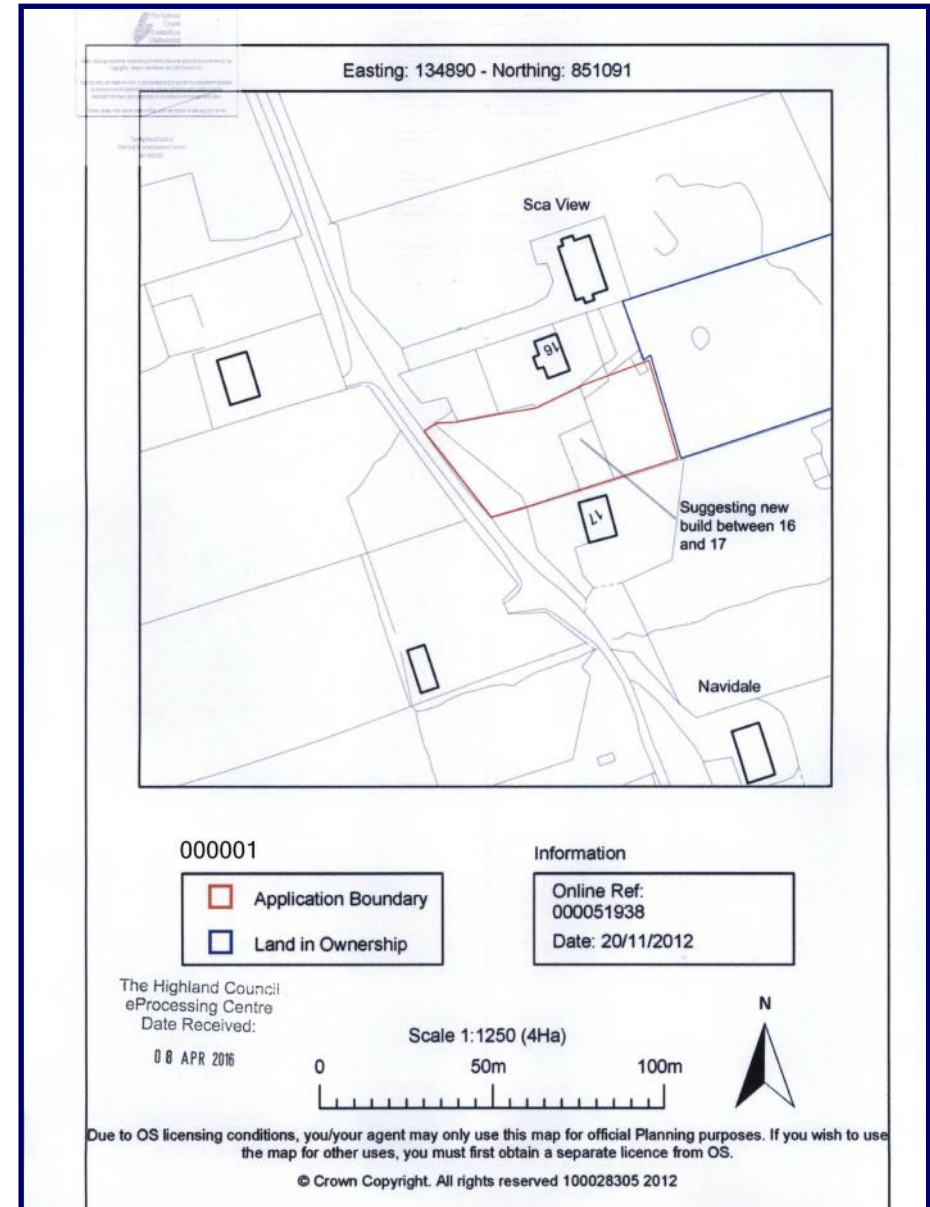 The Highland
Council
Easting: 134890 - Northing: 851091
Sca View
16
Suggesting new
build between 16
and 17
17
Navidale
000001
Application Boundary
Land in Ownership
Information
Online Ref:
000051938
Date: 20/11/2012
The Highland Council
eProcessing Centre
Date Received:
08 APR 2016
N
Scale 1:1250 (4Ha)
0 50m 100m
Due to OS licensing conditions, you/your agent may only use this map for official Planning purposes. If you wish to use
the map for other uses, you must first obtain a separate licence from OS.
© Crown Copyright. All rights reserved 100028305 2012